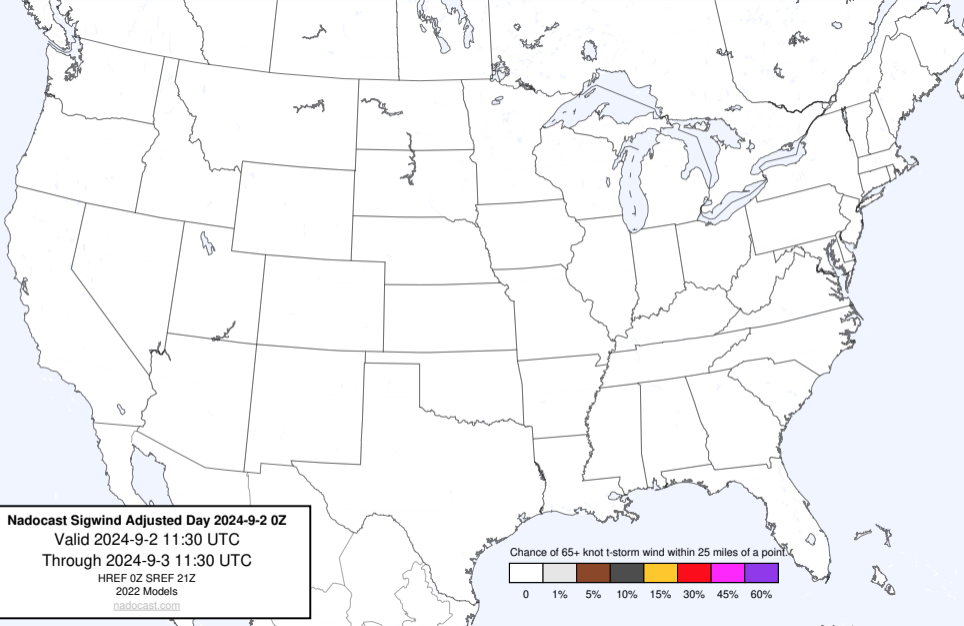 Nadocast Sigwind Adjusted Day 2024-9-2 0Z
Valid 2024-9-2 11:30 UTC
Through 2024-9-3 11:30 UTC
HREF 0Z SREF 21Z
2022 Models
nadocast.com
Chance of 65+ knot t-storm wind within 25 miles of a point.
0 1% 5% 10% 15% 30% 45% 60%